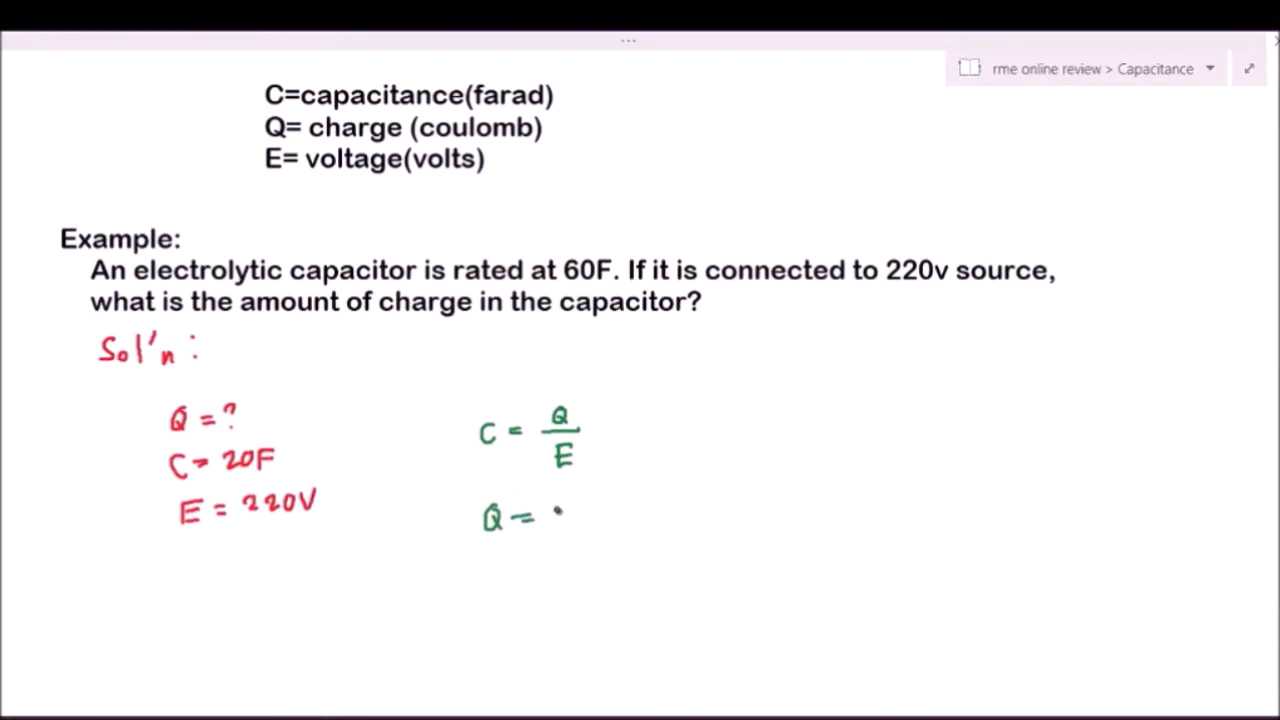 rme online review > Capacitance
C=capacitance(farad)
Q= charge (coulomb)
E= voltage(volts)
Example:
An electrolytic capacitor is rated at 60F. If it is connected to 220v source,
what is the amount of charge in the capacitor?
Sol'n :
Q = ?
C = 20F
E = 220V
C = Q/E
Q =